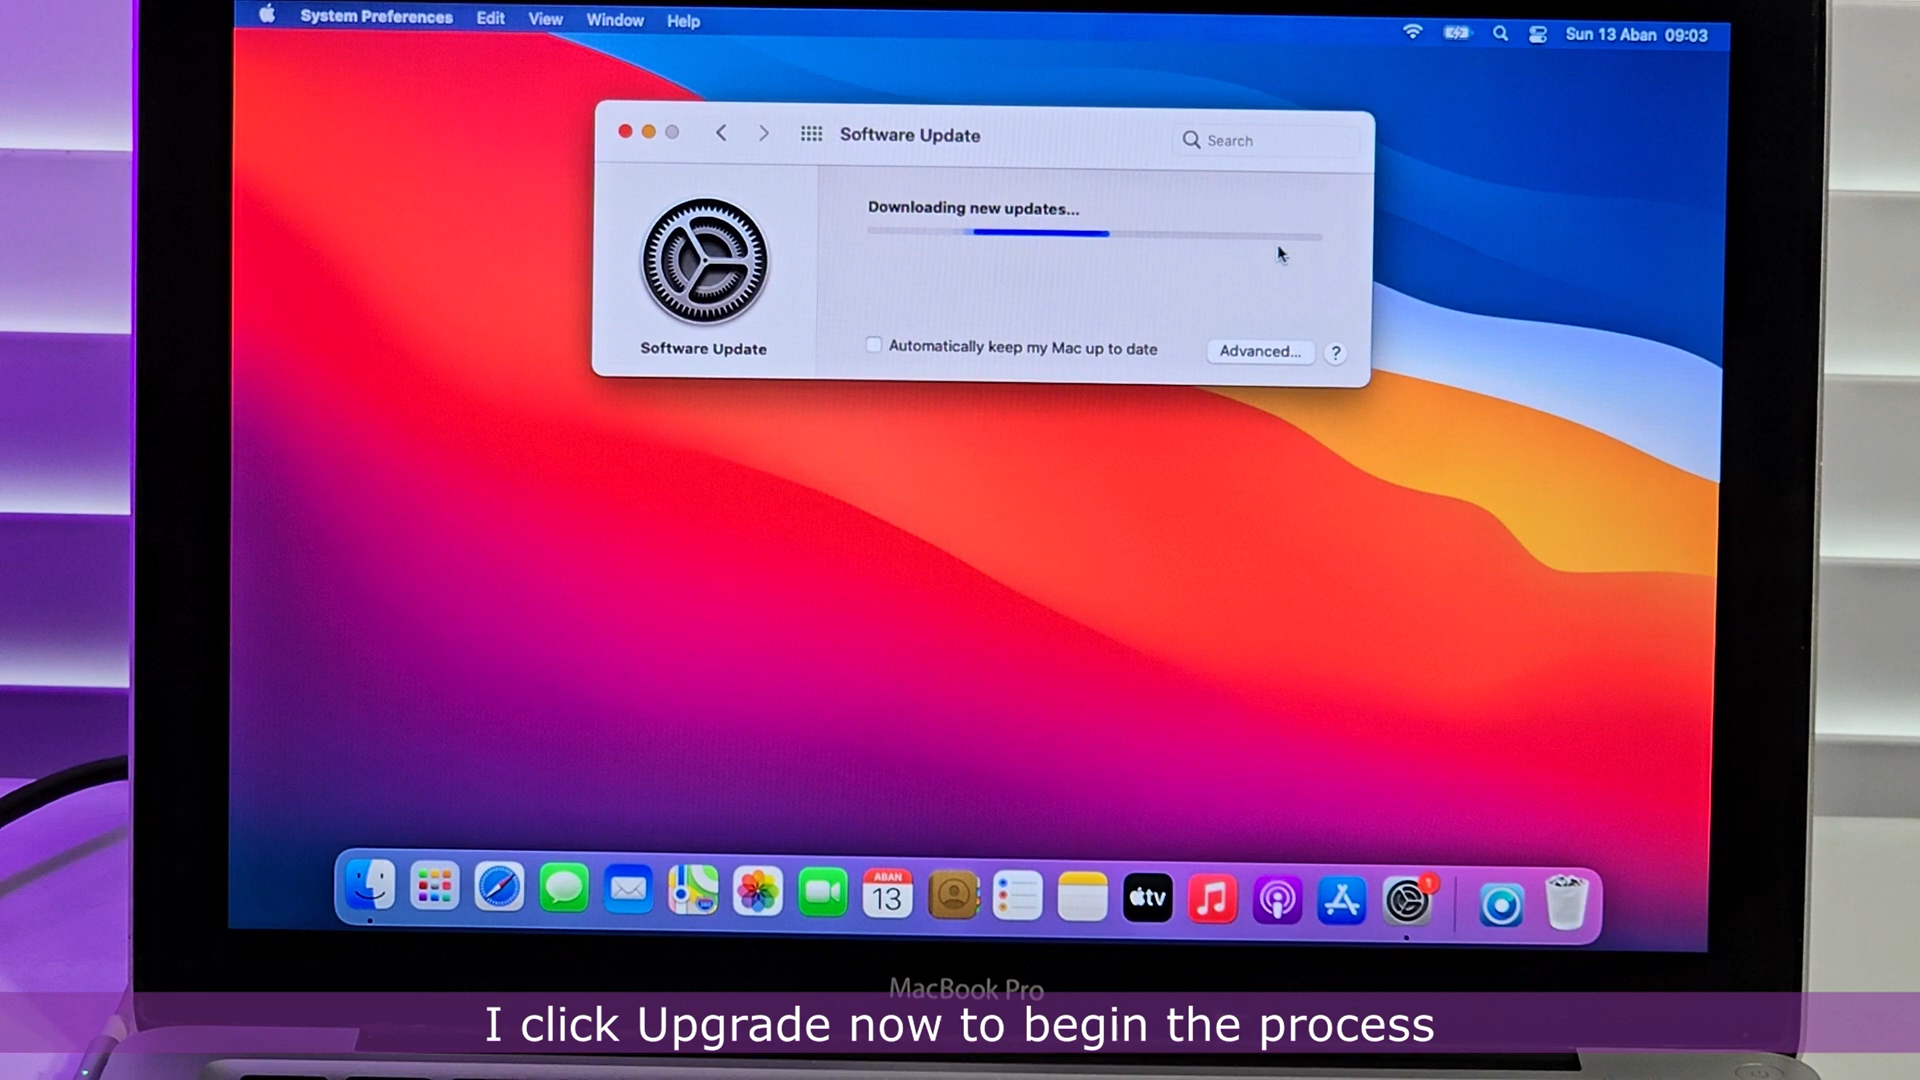 System Preferences Edit View Window Help
Sun 13 Aban 09:03
Software Update
Search
Downloading new updates...
Software Update
Automatically keep my Mac up to date
Advanced...
?
ABAN
13
tv
1
MacBook Pro
I click Upgrade now to begin the process